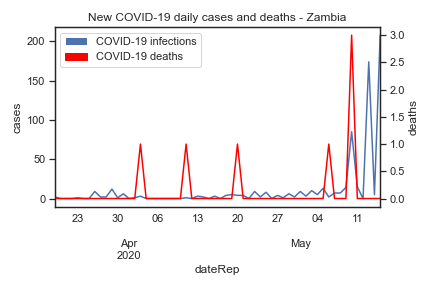 New COVID-19 daily cases and deaths - Zambia
COVID-19 infections
COVID-19 deaths
200
150
100
50
0
cases
3.0
2.5
2.0
1.5
1.0
0.5
0.0
deaths
23 30 06 13 20 27 04 11
Apr May
2020
dateRep